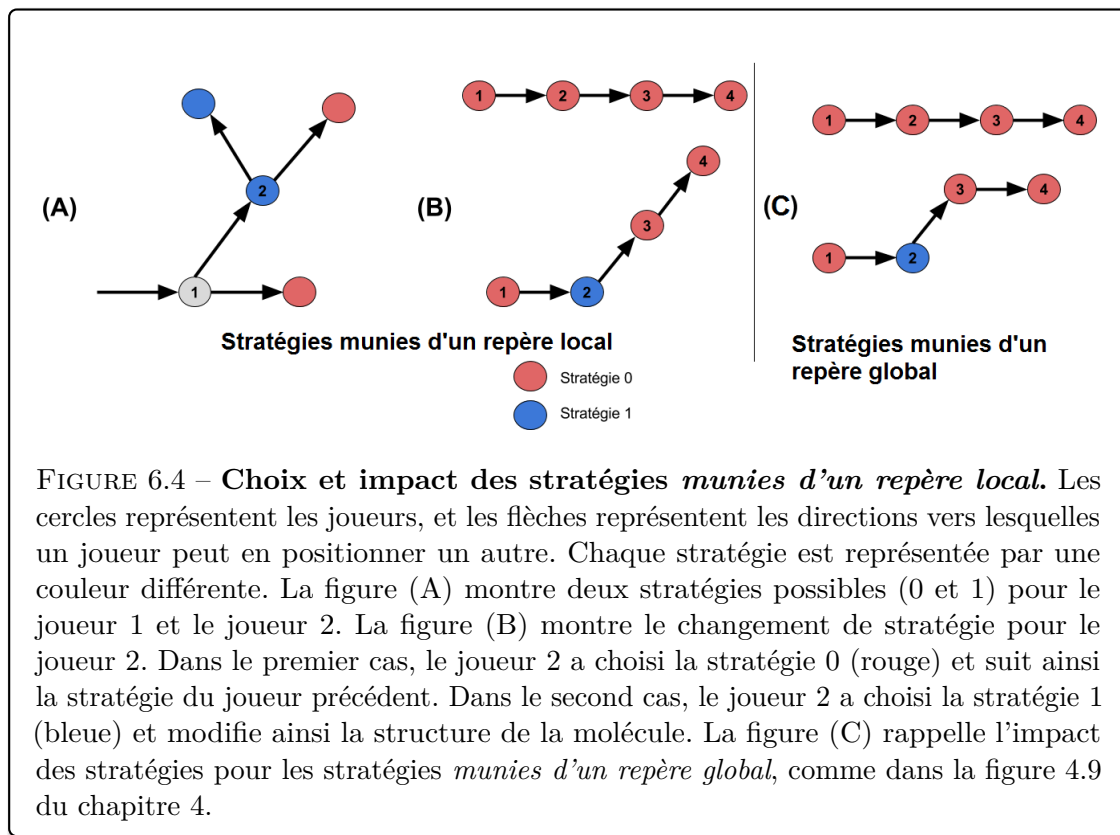 1
2
3
4
(A)
2
1
(B)
4
3
1
2
1
2
3
4
(C)
3
4
1
2
Stratégies munies d'un repère local
Stratégies munies d'un
repère global
Stratégie 0
Stratégie 1
FIGURE 6.4 – Choix et impact des stratégies munies d'un repère local. Les
cercles représentent les joueurs, et les flèches représentent les directions vers lesquelles
un joueur peut en positionner un autre. Chaque stratégie est représentée par une
couleur différente. La figure (A) montre deux stratégies possibles (0 et 1) pour le
joueur 1 et le joueur 2. La figure (B) montre le changement de stratégie pour le
joueur 2. Dans le premier cas, le joueur 2 a choisi la stratégie 0 (rouge) et suit ainsi
la stratégie du joueur précédent. Dans le second cas, le joueur 2 a choisi la stratégie 1
(bleue) et modifie ainsi la structure de la molécule. La figure (C) rappelle l'impact
des stratégies pour les stratégies munies d'un repère global, comme dans la figure 4.9
du chapitre 4.